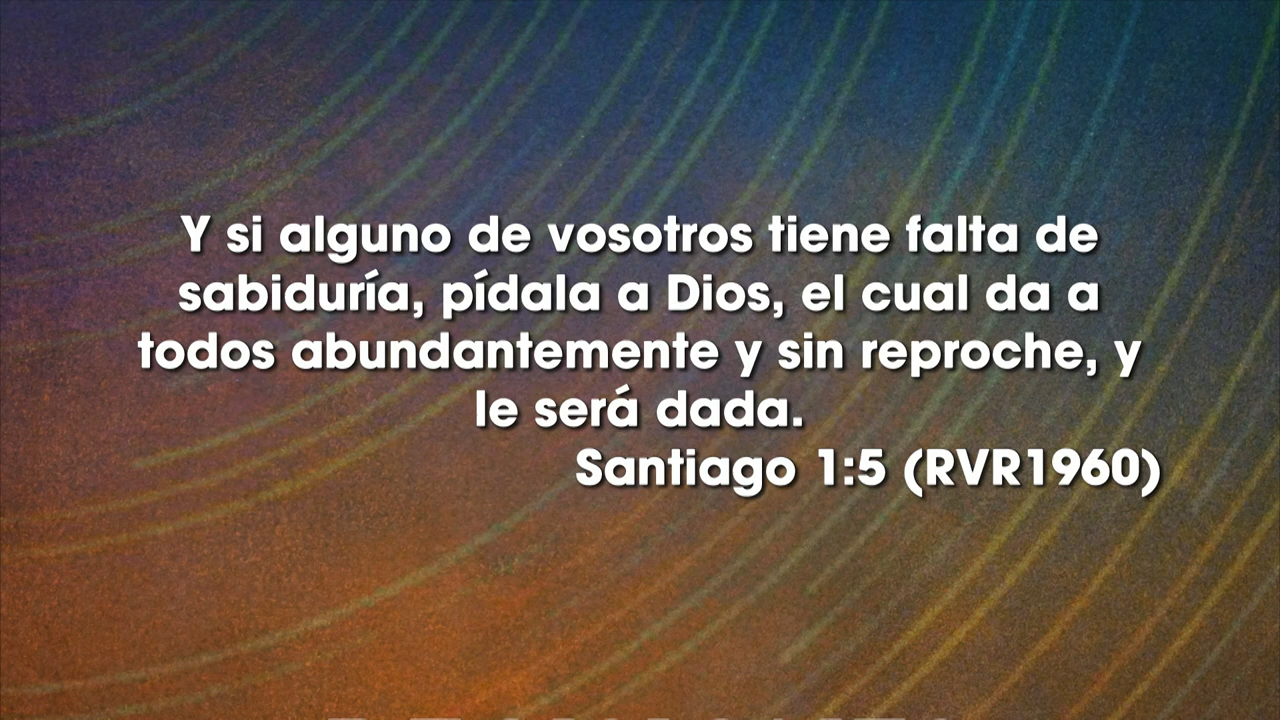 Y si alguno de vosotros tiene falta de
sabiduría, pídala a Dios, el cual da a
todos abundantemente y sin reproche, y
le será dada.
Santiago 1:5 (RVR1960)